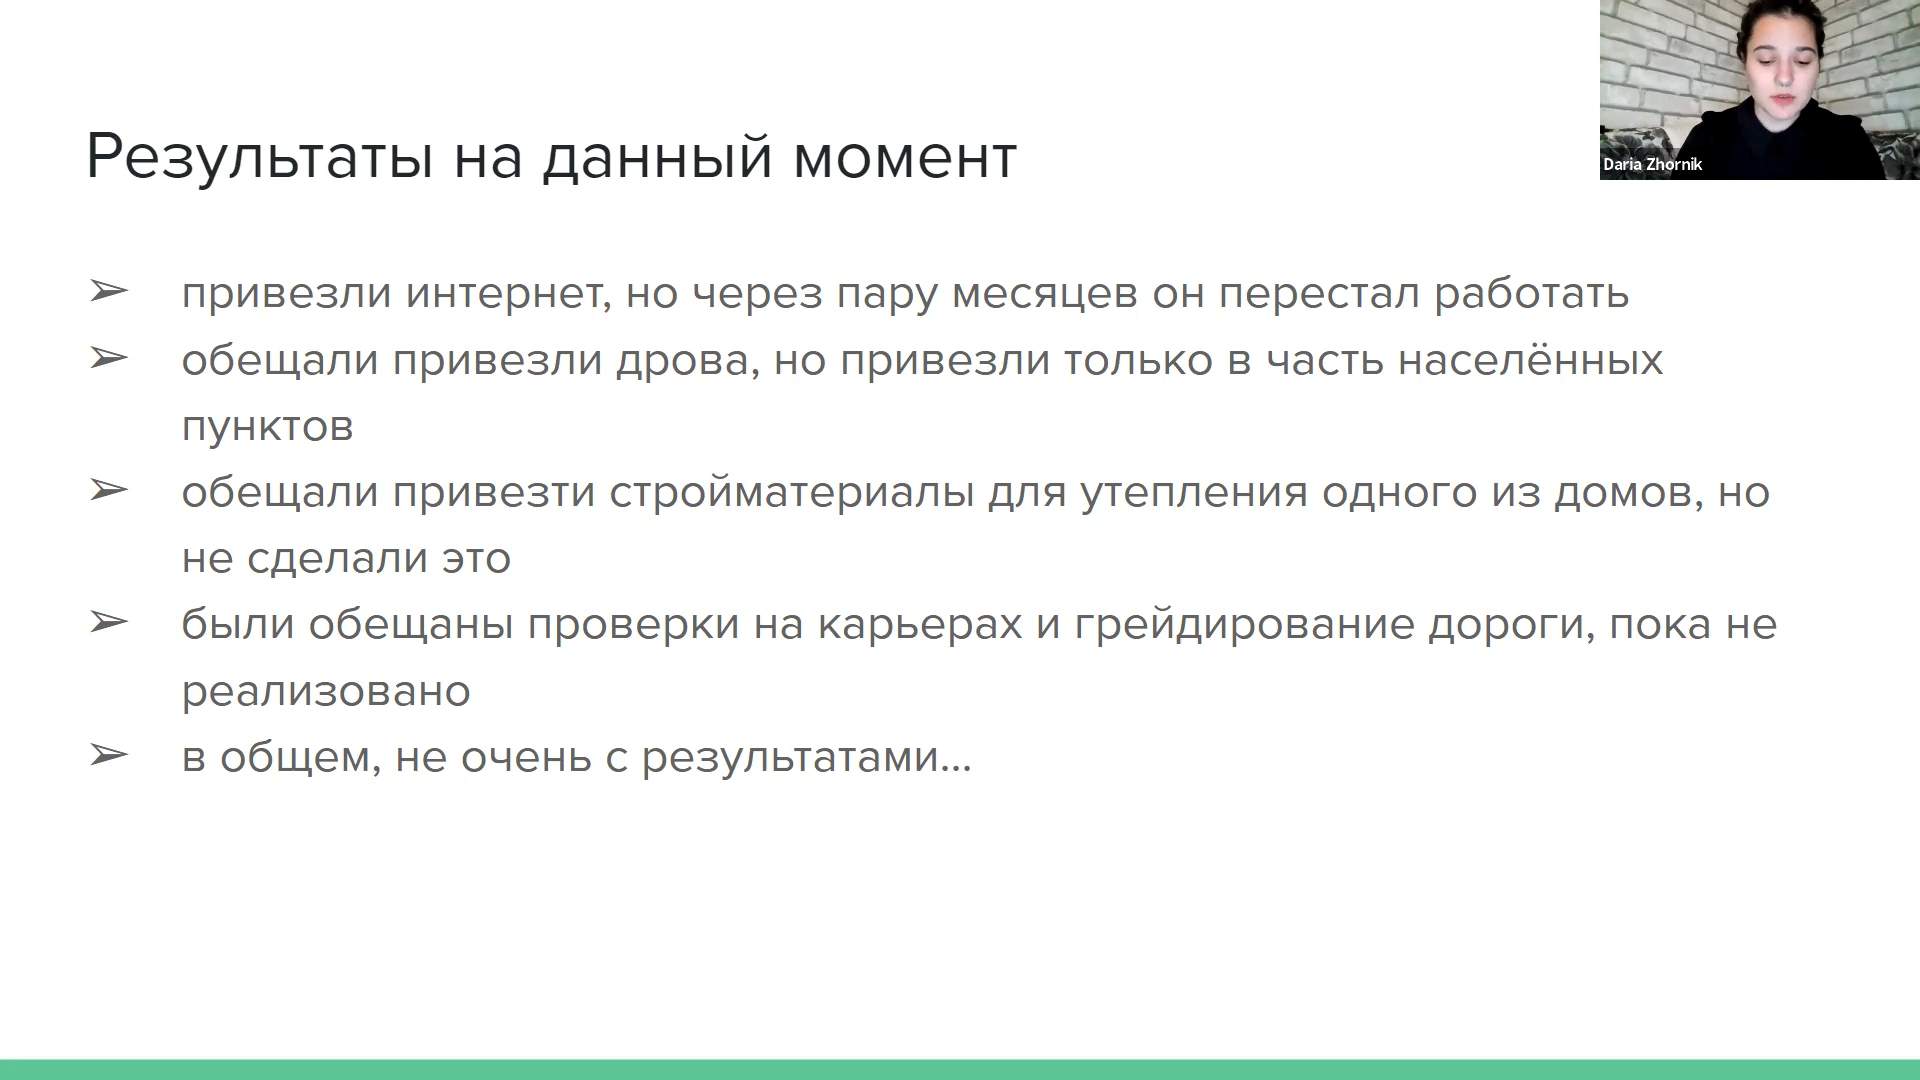 Результаты на данный момент
Daria Zhornik
➢ привезли интернет, но через пару месяцев он перестал работать
➢ обещали привезли дрова, но привезли только в часть населённых
пунктов
➢ обещали привезти стройматериалы для утепления одного из домов, но
не сделали это
➢ были обещаны проверки на карьерах и грейдирование дороги, пока не
реализовано
➢ в общем, не очень с результатами...